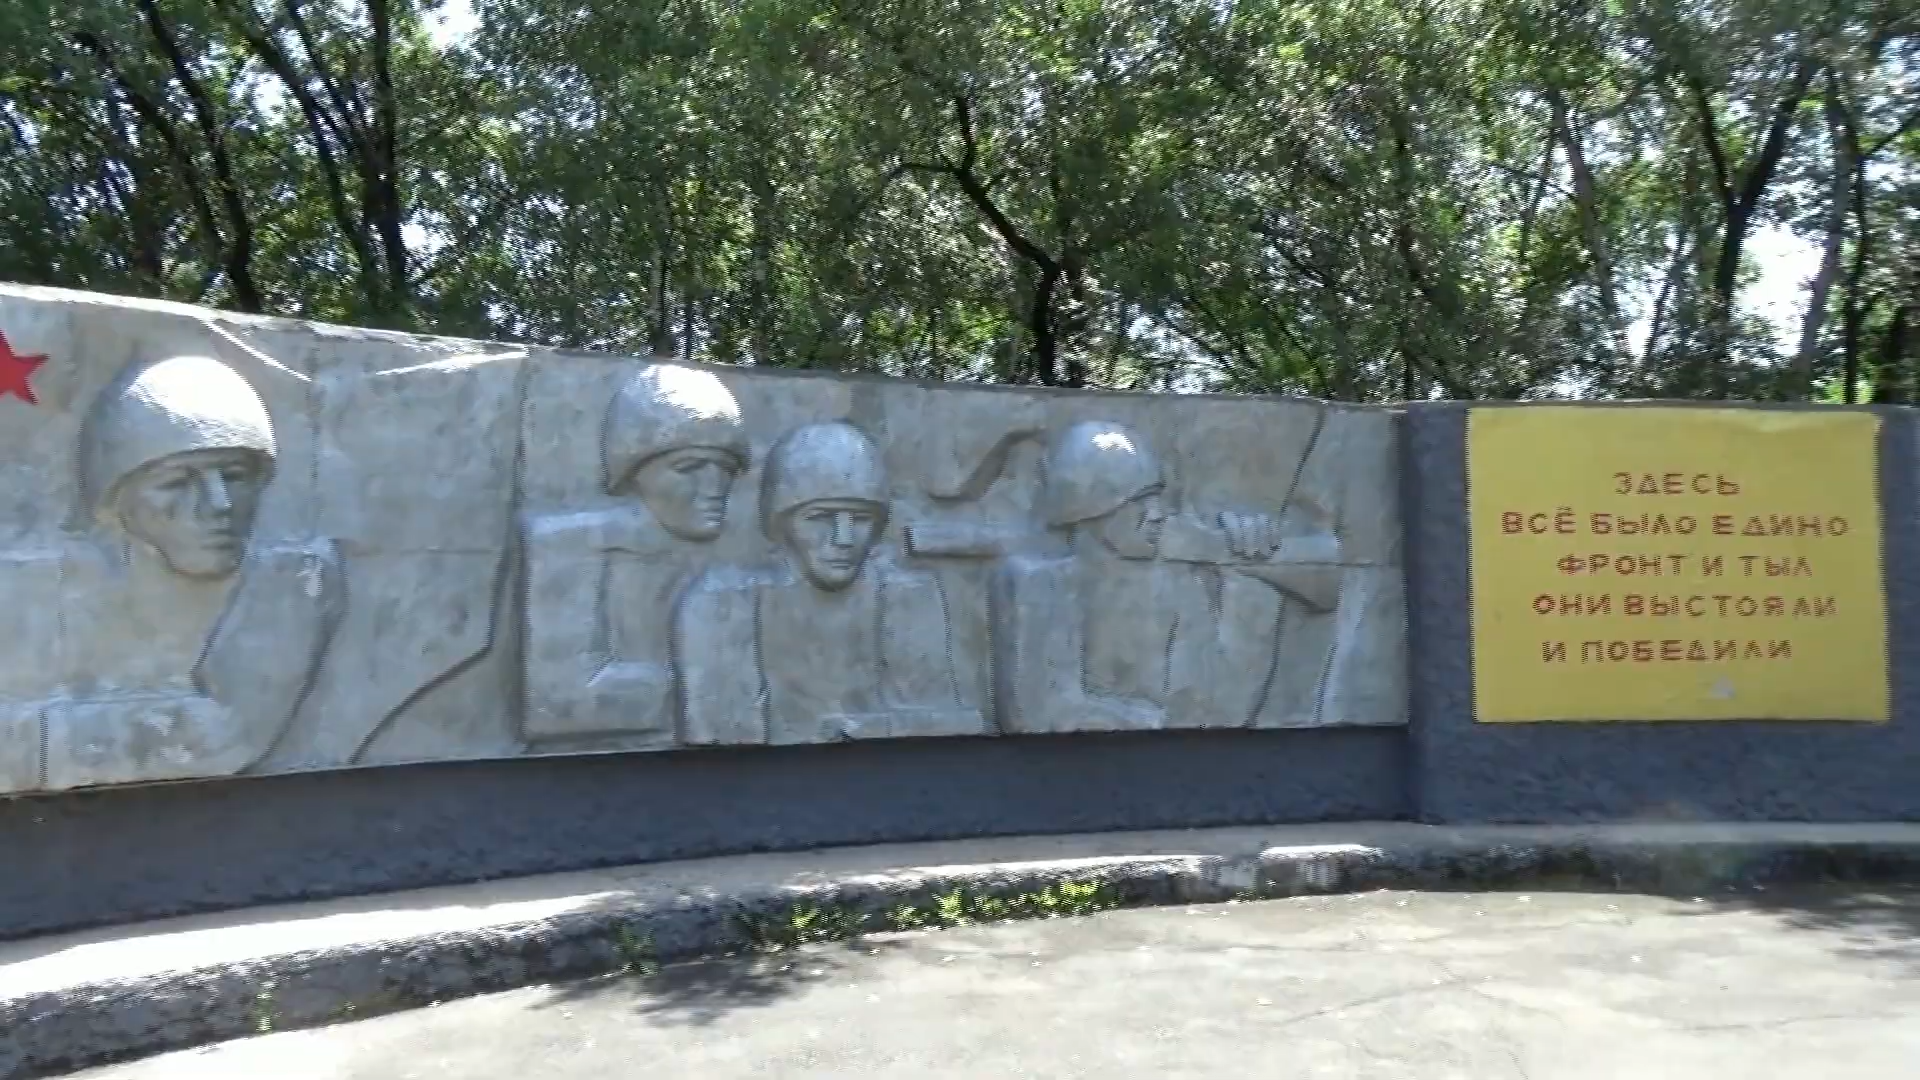 ЗДЕСЬ
ВСЁ БЫЛО ЕДИНО
ФРОНТ И ТЫЛ
ОНИ ВЫСТОЯЛИ
И ПОБЕДИЛИ